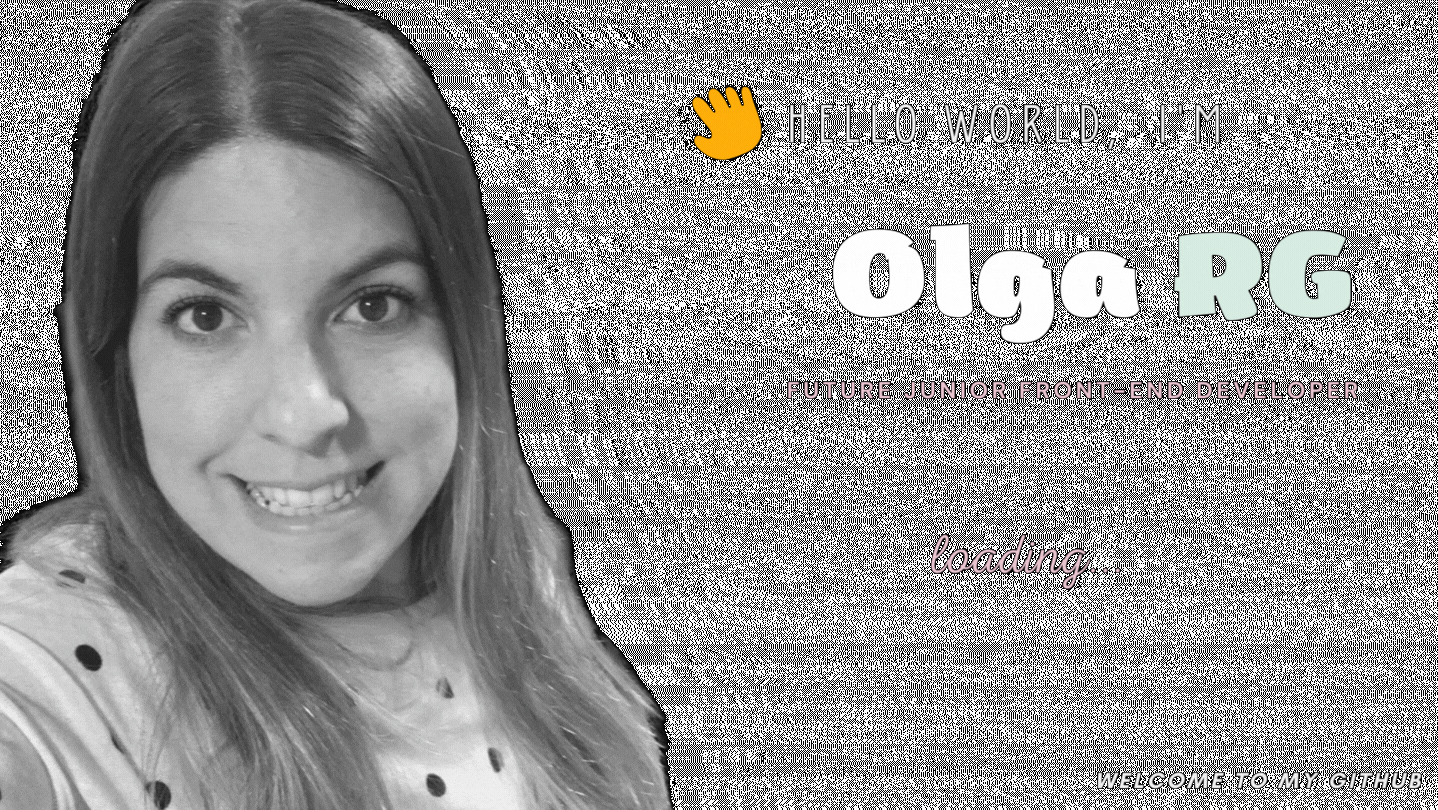 HELLO WORLD, I'M
Olga RG
FUTURE JUNIOR FRONT-END DEVELOPER
loading...
WELCOME TO MY GITHUB